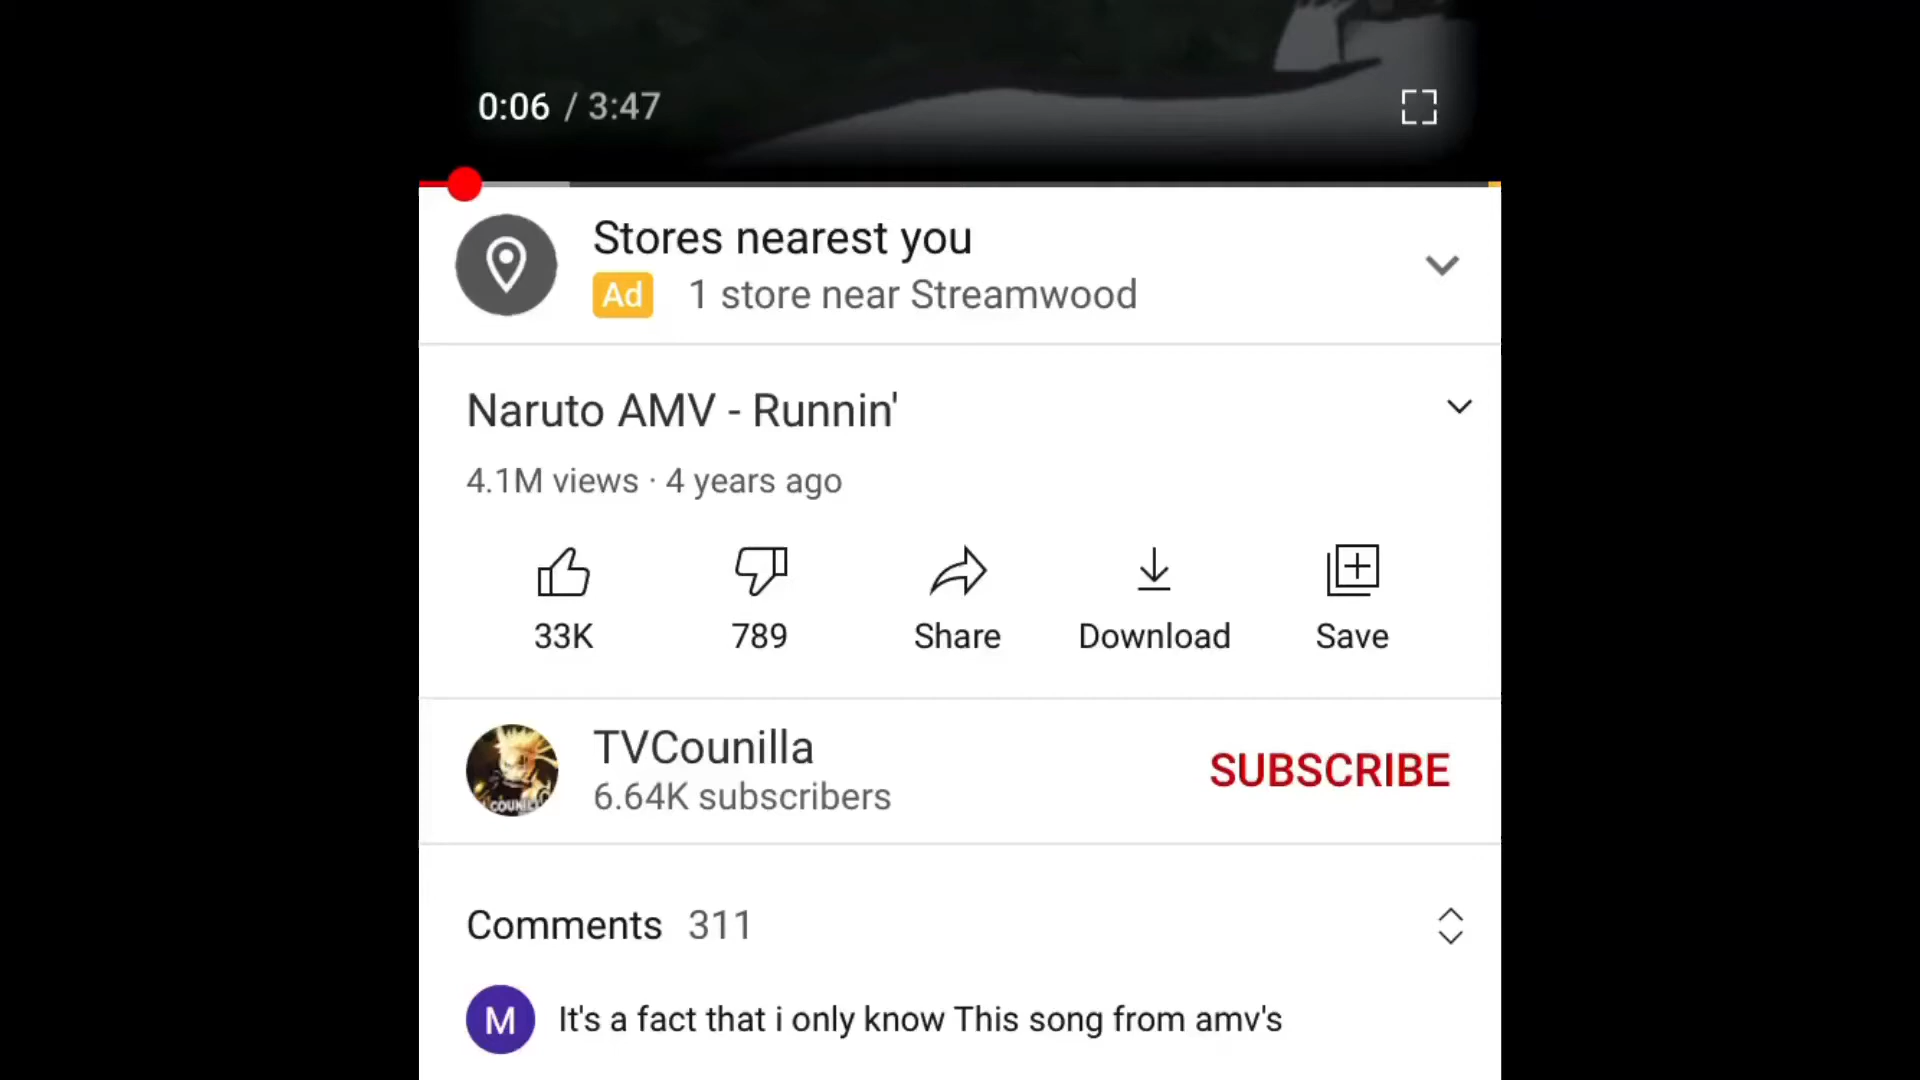 0:06 / 3:47
Stores nearest you
Ad 1 store near Streamwood
Naruto AMV - Runnin'
4.1M views · 4 years ago
33K 789 Share Download Save
TVCounilla
6.64K subscribers
SUBSCRIBE
Comments 311
M It's a fact that i only know This song from amv's